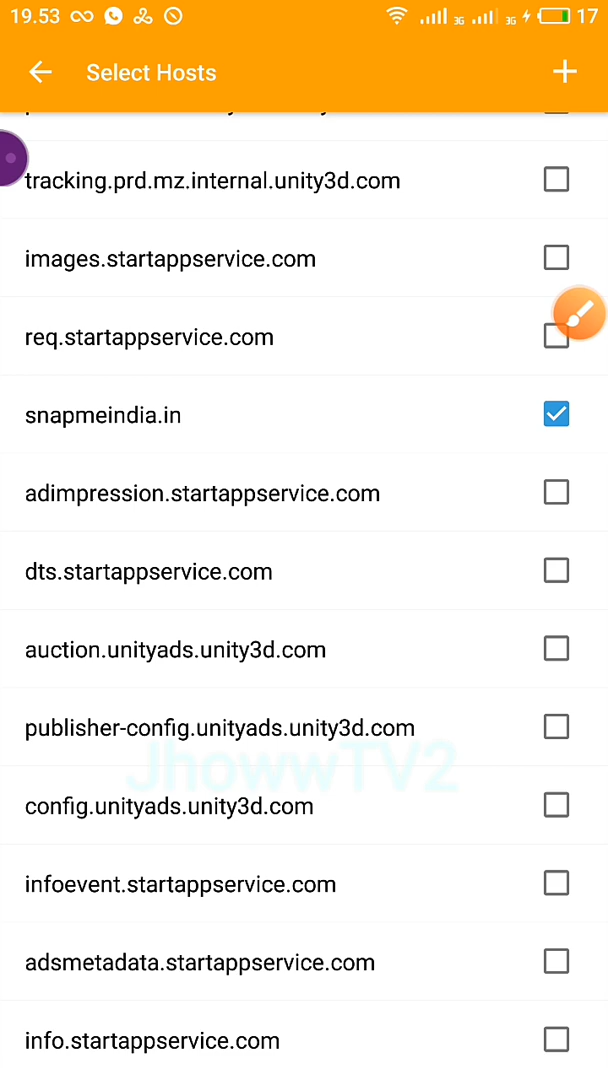 19.53
3G
3G
17
Select Hosts
tracking.prd.mz.internal.unity3d.com
images.startappservice.com
req.startappservice.com
snapmeindia.in
adimpression.startappservice.com
dts.startappservice.com
auction.unityads.unity3d.com
publisher-config.unityads.unity3d.com
JhowwTV2
config.unityads.unity3d.com
infoevent.startappservice.com
adsmetadata.startappservice.com
info.startappservice.com